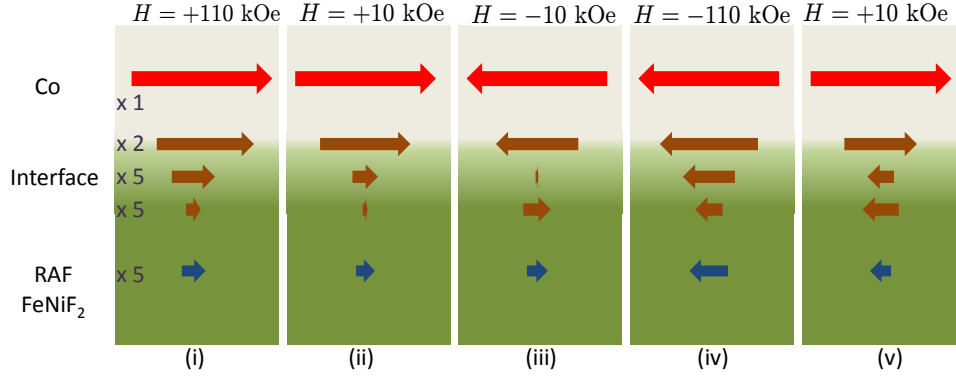 H = +110 kOe H = +10 kOe H = −10 kOe H = −110 kOe H = +10 kOe
Co
x 1
x 2
Interface x 5
x 5
RAF x 5
FeNiF₂
(i) (ii) (iii) (iv) (v)